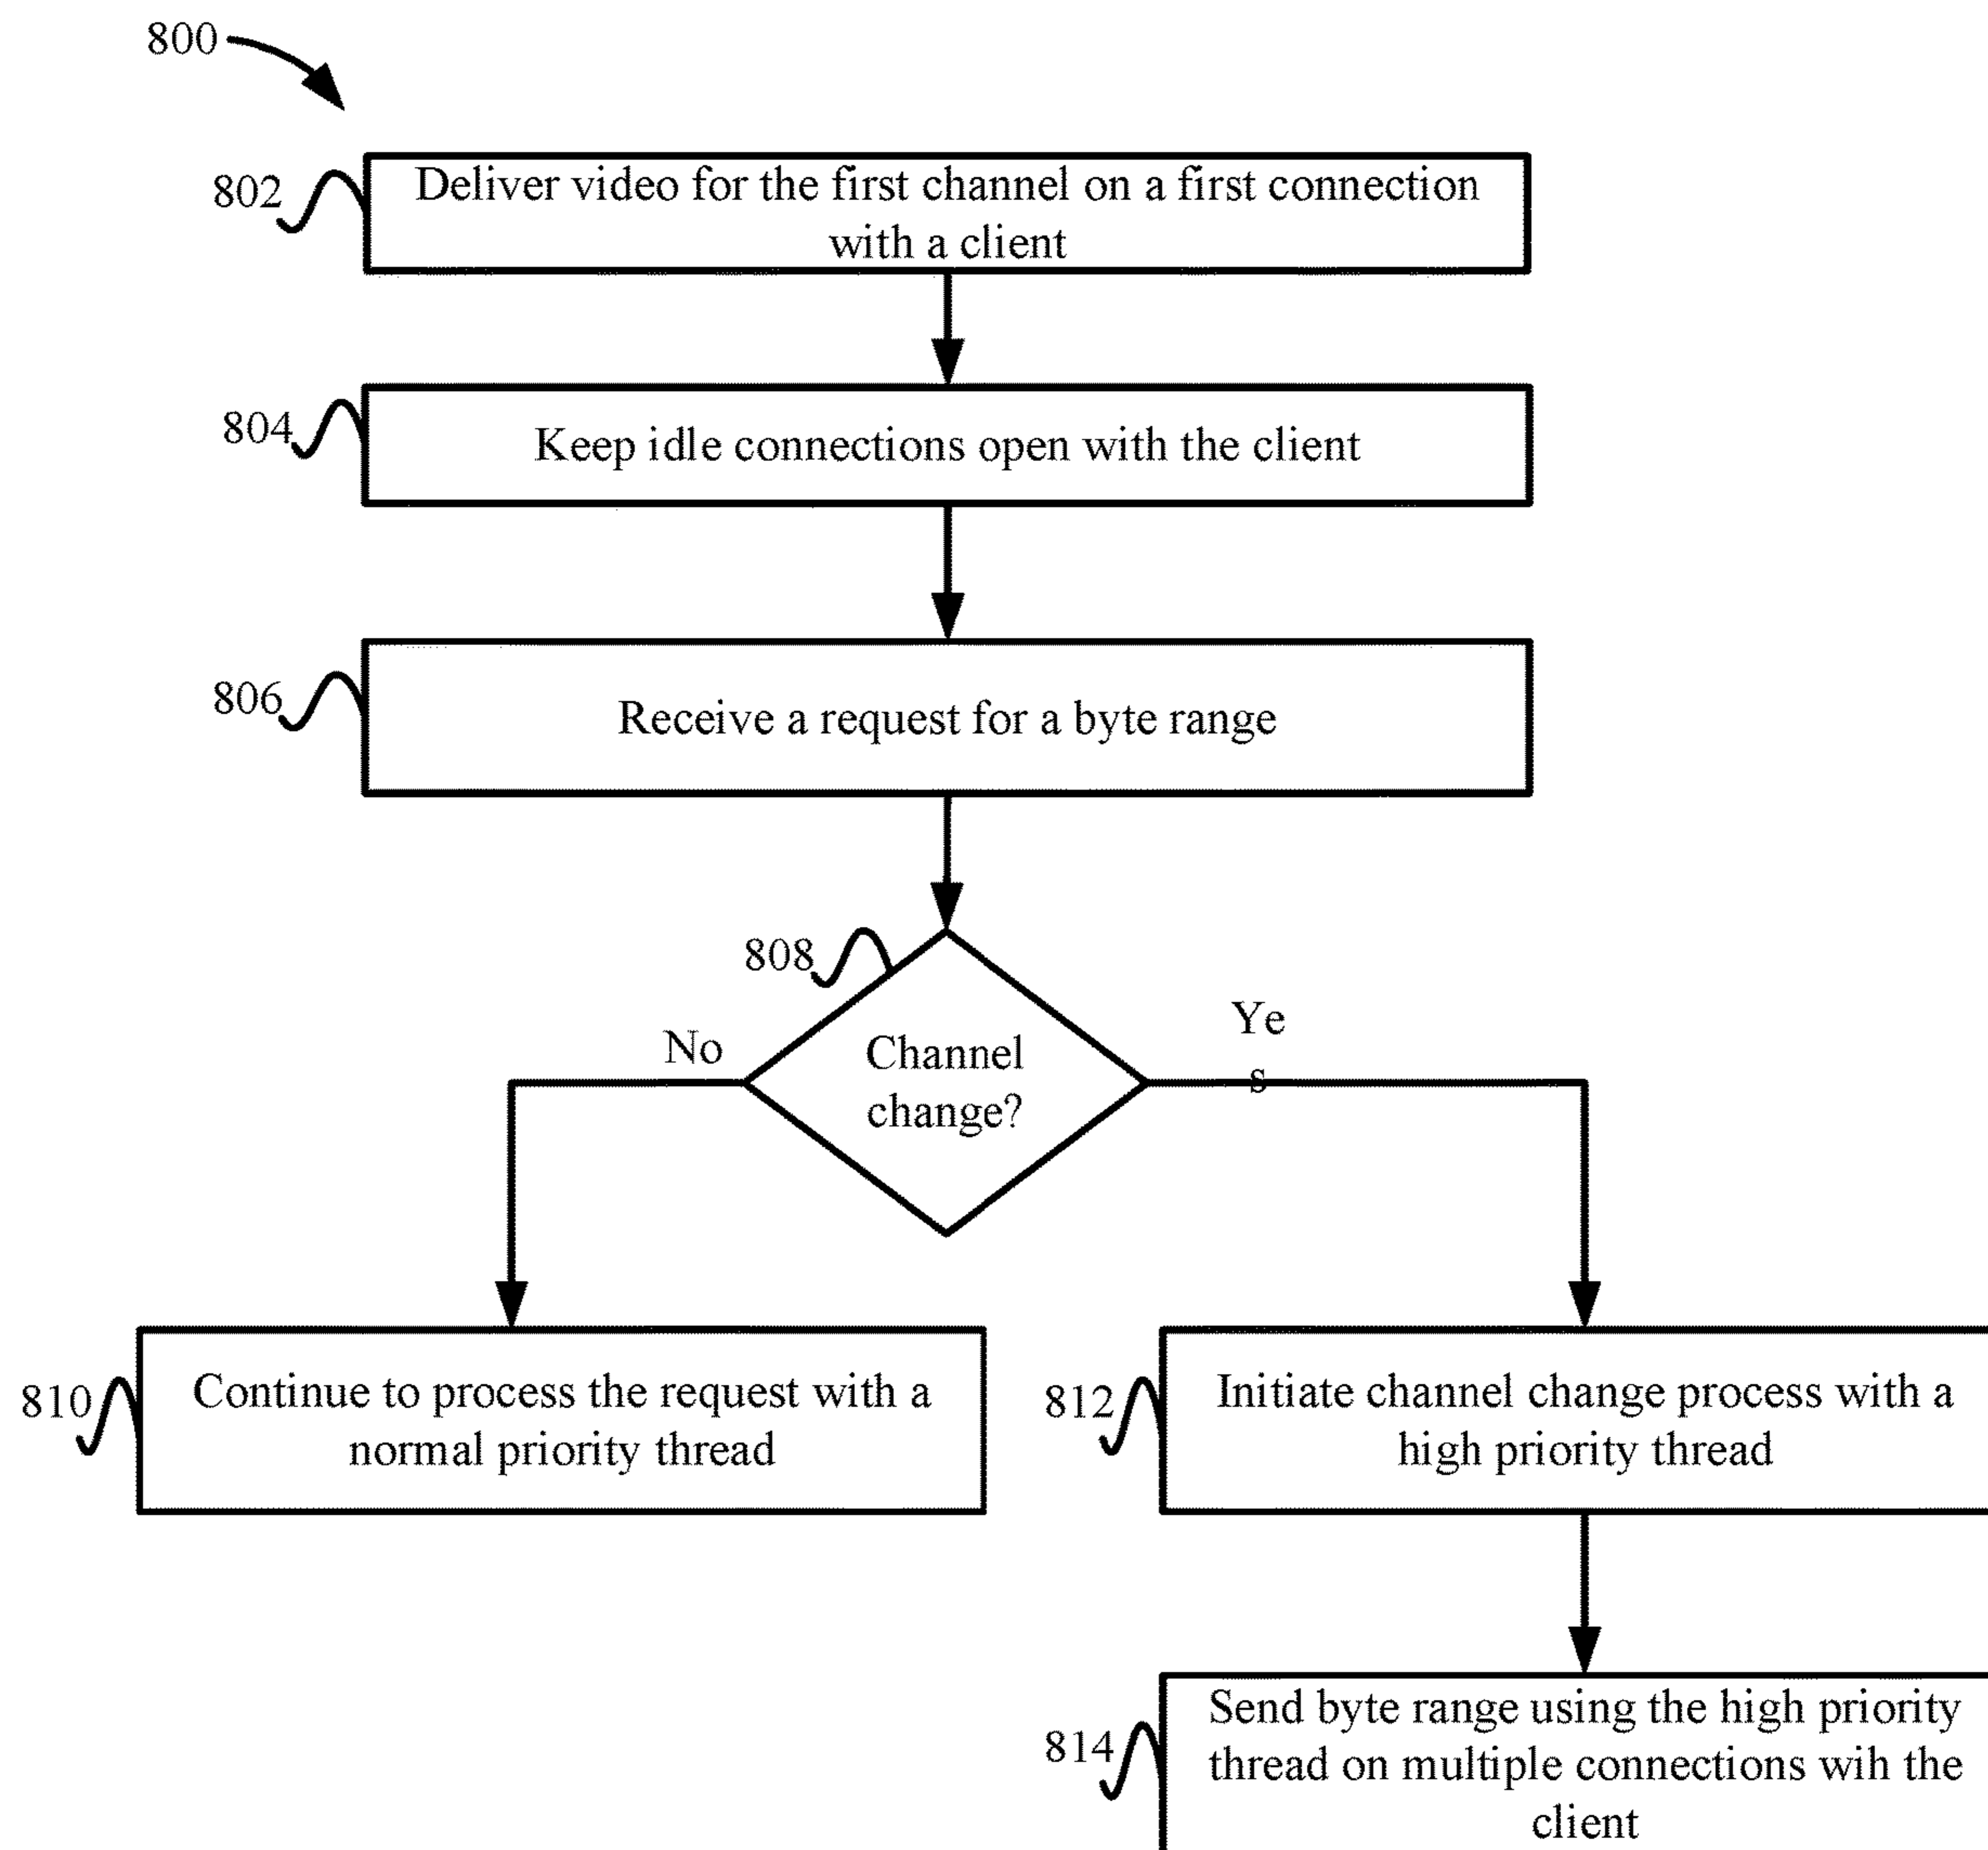 800
802
Deliver video for the first channel on a first connection
with a client
804
Keep idle connections open with the client
806
Receive a request for a byte range
808
Channel
change?
No
Ye
s
810
Continue to process the request with a
normal priority thread
812
Initiate channel change process with a
high priority thread
814
Send byte range using the high priority
thread on multiple connections wih the
client